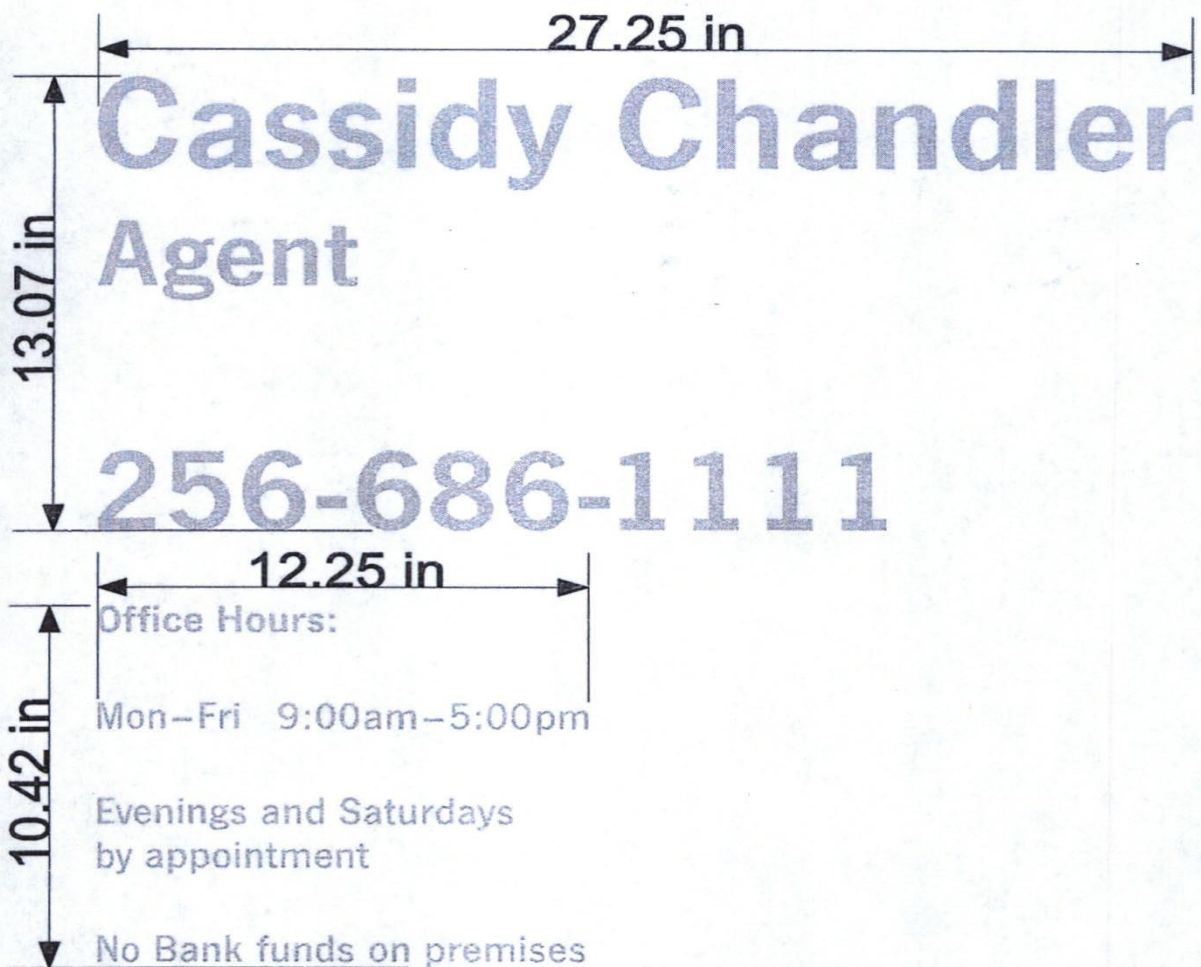 27.25 in
Cassidy Chandler
Agent
13.07 in
256-686-1111
12.25 in
Office Hours:
Mon–Fri 9:00am–5:00pm
10.42 in
Evenings and Saturdays
by appointment
No Bank funds on premises